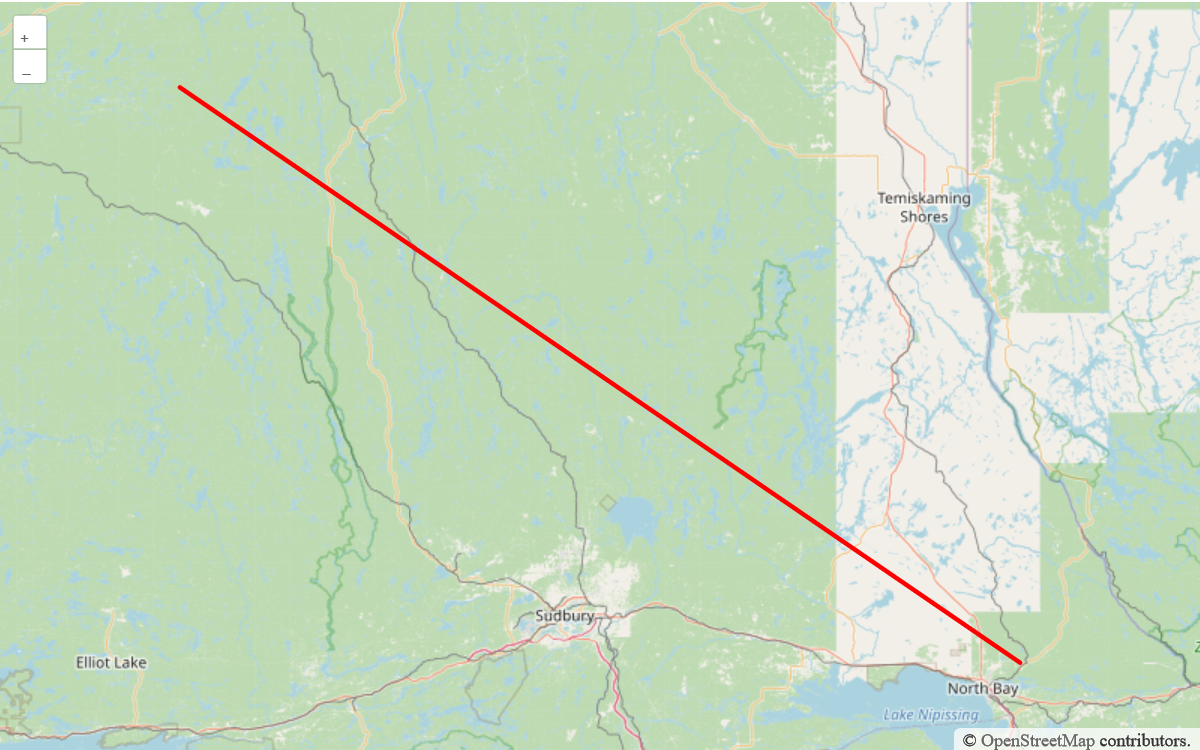 +
–
Temiskaming
Shores
Sudbury
Elliot Lake
North Bay
Lake Nipissing
© OpenStreetMap contributors.